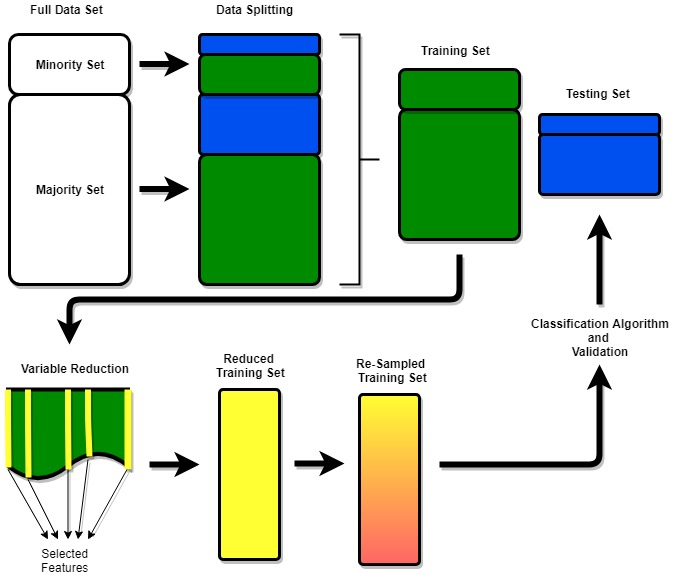 Full Data Set
Data Splitting
Minority Set
Majority Set
Training Set
Testing Set
Classification Algorithm
and
Validation
Variable Reduction
Reduced
Training Set
Re-Sampled
Training Set
Selected
Features